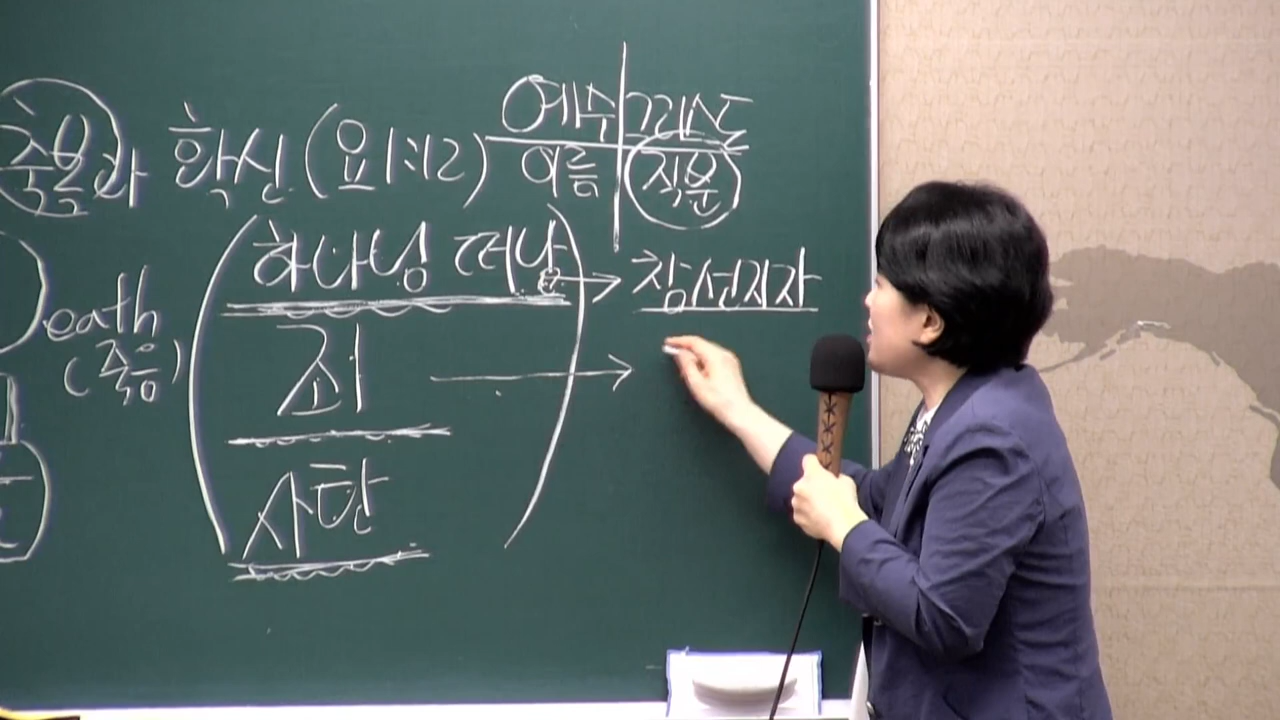 예수 그리스도
축복과 확신 (요1:12) 이름 직분
(하나님 떠남) → 참선지자
eath
(죽음)
죄 →
사탄